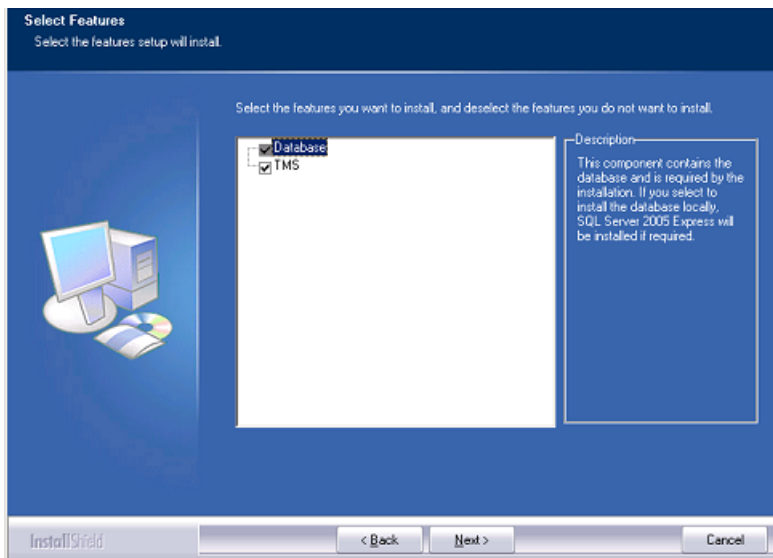 Select Features
Select the features setup will install.
Select the features you want to install, and deselect the features you do not want to install.
Database
TMS
Description
This component contains the
database and is required by the
installation. If you select to
install the database locally,
SQL Server 2005 Express will
be installed if required.
InstallShield
< Back
Next >
Cancel